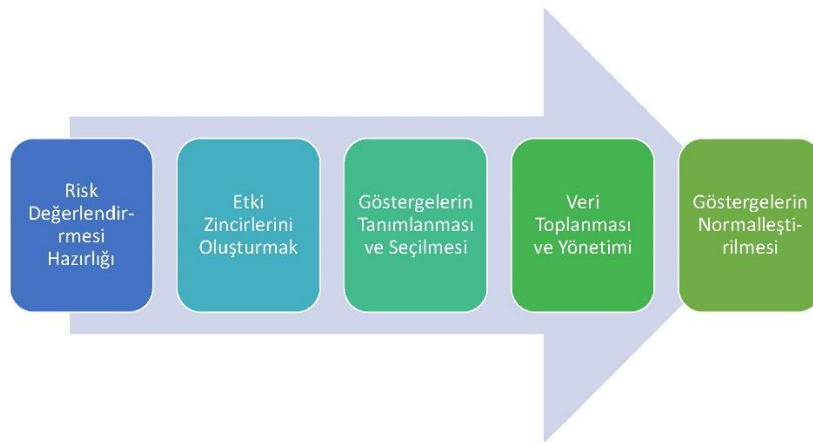 Risk
Değerlendir-
rmesi
Hazırlığı
Etki
Zincirlerini
Oluşturmak
Göstergelerin
Tanımlanması
ve Seçilmesi
Veri
Toplanması
ve Yönetimi
Göstergelerin
Normalleşti-
rilmesi